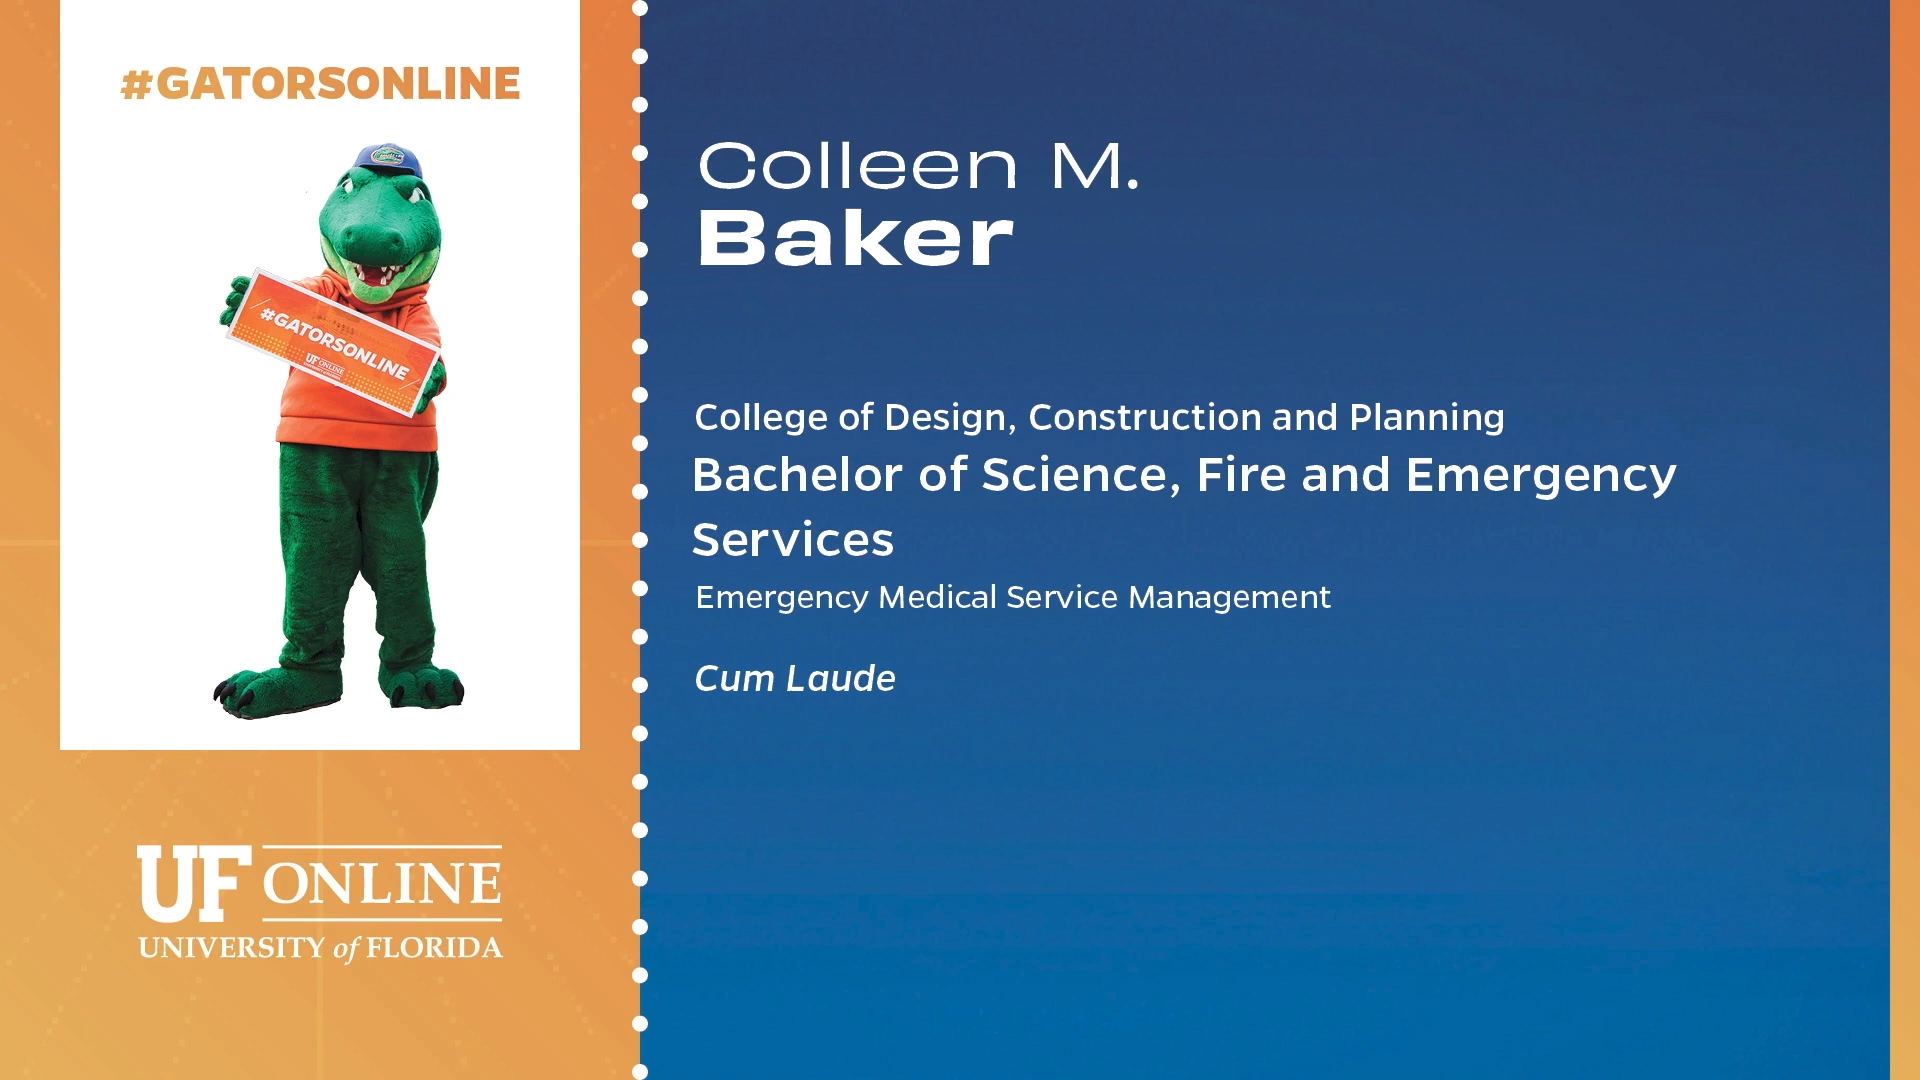 #GATORSONLINE
#GATORSONLINE
UF ONLINE
UF ONLINE
UNIVERSITY of FLORIDA
Colleen M.
Baker
College of Design, Construction and Planning
Bachelor of Science, Fire and Emergency
Services
Emergency Medical Service Management
Cum Laude